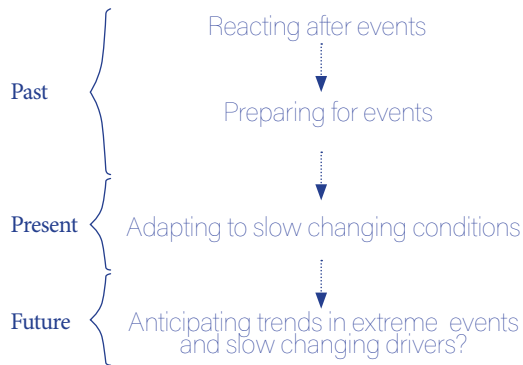 Reacting after events
Past
Preparing for events
Present
Adapting to slow changing conditions
Future
Anticipating trends in extreme events
and slow changing drivers?